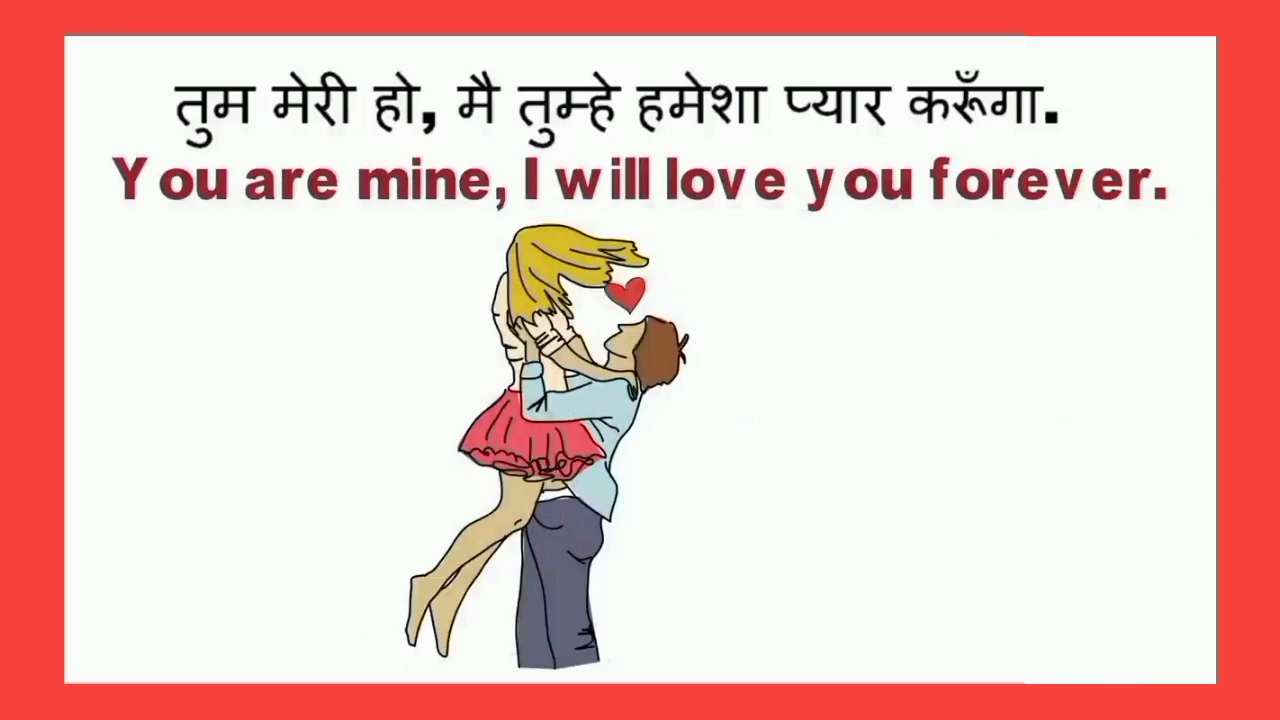 तुम मेरी हो, मै तुम्हे हमेशा प्यार करूँगा.
You are mine, I will love you forever.